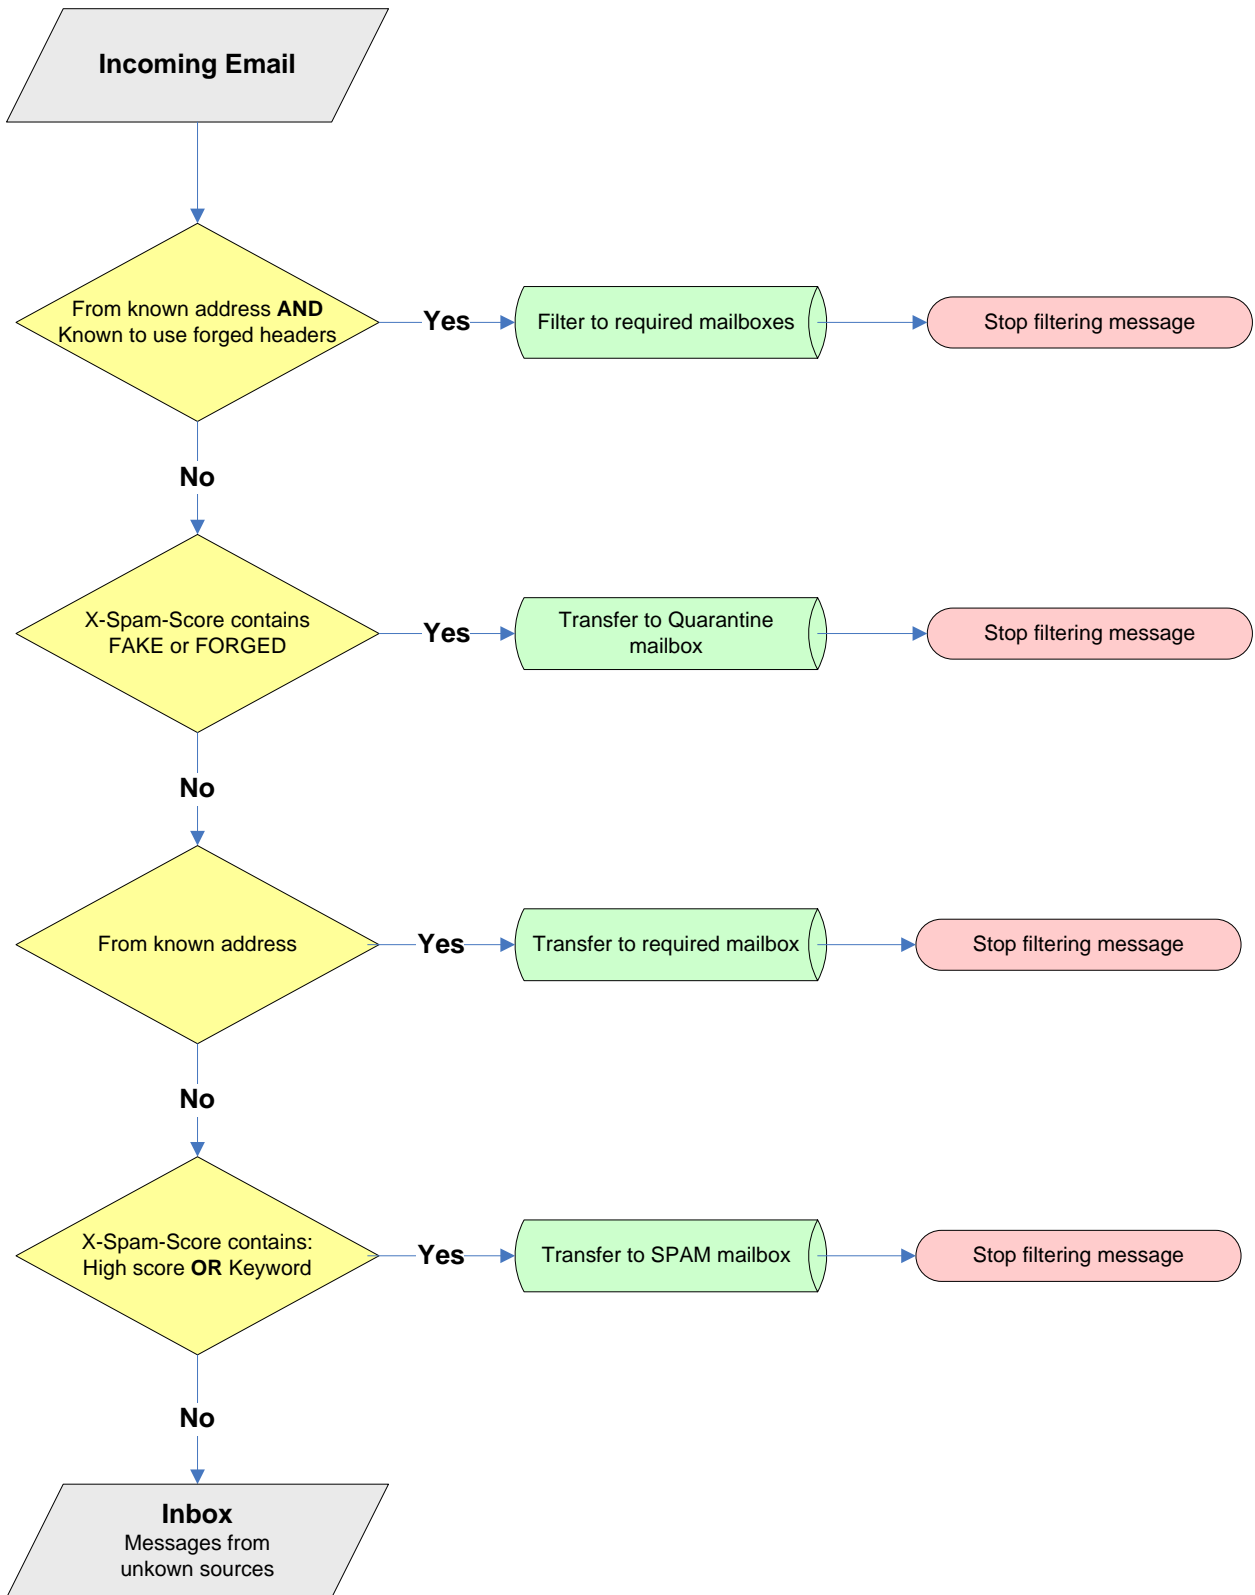 Incoming Email
From known address AND
Known to use forged headers
Yes
Filter to required mailboxes
Stop filtering message
No
X-Spam-Score contains
FAKE or FORGED
Yes
Transfer to Quarantine
mailbox
Stop filtering message
No
From known address
Yes
Transfer to required mailbox
Stop filtering message
No
X-Spam-Score contains:
High score OR Keyword
Yes
Transfer to SPAM mailbox
Stop filtering message
No
Inbox
Messages from
unkown sources